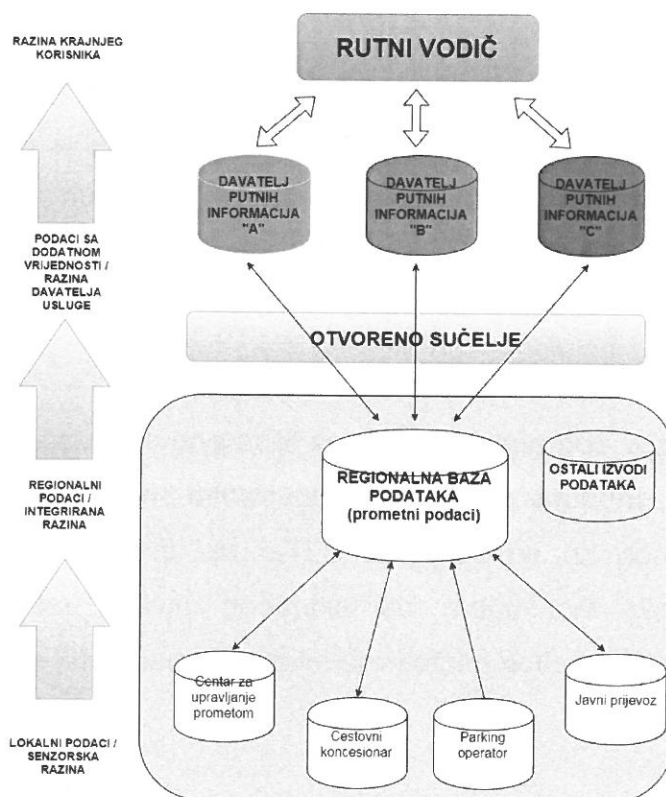 RAZINA KRAJNJEG
KORISNIKA
RUTNI VODIČ
DAVATELJ
PUTNIH
INFORMACIJA
"A"
DAVATELJ
PUTNIH
INFORMACIJA
"B"
DAVATELJ
PUTNIH
INFORMACIJA
"C"
PODACI SA
DODATNOM
VRIJEDNOSTI /
RAZINA
DAVATELJA
USLUGE
OTVORENO SUČELJE
REGIONALNA BAZA
PODATAKA
(prometni podaci)
OSTALI IZVODI
PODATAKA
REGIONALNI
PODACI /
INTEGRIRANA
RAZINA
Centar za
upravljanje
prometom
Cestovni
koncesionar
Parking
operator
Javni prijevoz
LOKALNI PODACI /
SENZORSKA
RAZINA